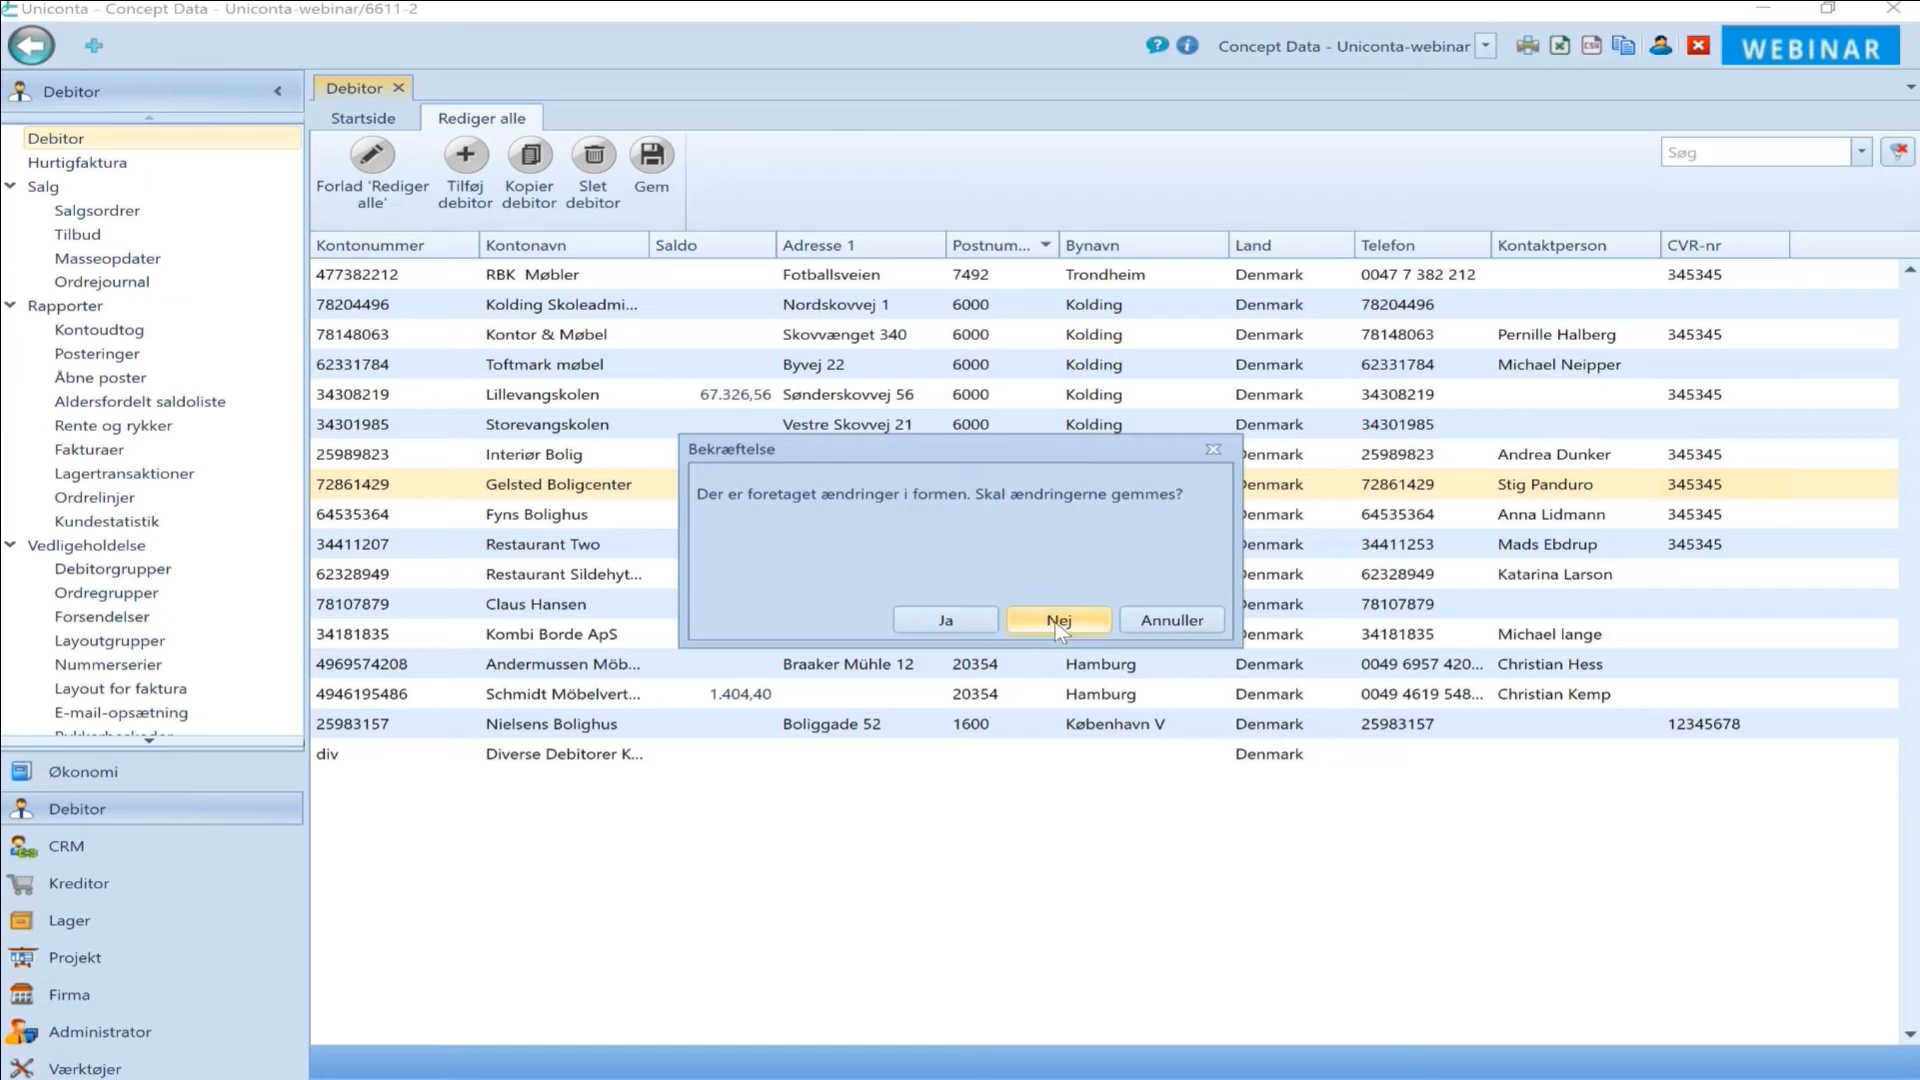 Uniconta - Concept Data - Uniconta-webinar/6611-2
Concept Data - Uniconta-webinar
WEBINAR
Debitor
Debitor
Startside
Rediger alle
Forlad 'Rediger alle'
Tilføj debitor
Kopier debitor
Slet debitor
Gem
Søg
Debitor
Hurtigfaktura
Salg
Salgsordrer
Tilbud
Masseopdater
Ordrejournal
Rapporter
Kontoudtog
Posteringer
Åbne poster
Aldersfordelt saldoliste
Rente og rykker
Fakturaer
Lagertransaktioner
Ordrelinjer
Kundestatistik
Vedligeholdelse
Debitorgrupper
Ordregrupper
Forsendelser
Layoutgrupper
Nummerserier
Layout for faktura
E-mail-opsætning
Økonomi
Debitor
CRM
Kreditor
Lager
Projekt
Firma
Administrator
Værktøjer
Kontonummer Kontonavn Saldo Adresse 1 Postnum... Bynavn Land Telefon Kontaktperson CVR-nr
477382212 RBK Møbler Fotballsveien 7492 Trondheim Denmark 0047 7 382 212 345345
78204496 Kolding Skoleadmi... Nordskovvej 1 6000 Kolding Denmark 78204496
78148063 Kontor & Møbel Skovvænget 340 6000 Kolding Denmark 78148063 Pernille Halberg 345345
62331784 Toftmark møbel Byvej 22 6000 Kolding Denmark 62331784 Michael Neipper
34308219 Lillevangskolen 67.326,56 Sønderskovvej 56 6000 Kolding Denmark 34308219 345345
34301985 Storevangskolen Vestre Skovvej 21 6000 Kolding Denmark 34301985
25989823 Interiør Bolig Denmark 25989823 Andrea Dunker 345345
72861429 Gelsted Boligcenter Denmark 72861429 Stig Panduro 345345
64535364 Fyns Bolighus Denmark 64535364 Anna Lidmann 345345
34411207 Restaurant Two Denmark 34411253 Mads Ebdrup 345345
62328949 Restaurant Sildehyt... Denmark 62328949 Katarina Larson
78107879 Claus Hansen Denmark 78107879
34181835 Kombi Borde ApS Denmark 34181835 Michael lange
4969574208 Andermussen Möb... Braaker Mühle 12 20354 Hamburg Denmark 0049 6957 420... Christian Hess
4946195486 Schmidt Möbelvert... 1.404,40 20354 Hamburg Denmark 0049 4619 548... Christian Kemp
25983157 Nielsens Bolighus Boliggade 52 1600 København V Denmark 25983157 12345678
div Diverse Debitorer K... Denmark
Bekræftelse
Der er foretaget ændringer i formen. Skal ændringerne gemmes?
Ja
Nej
Annuller